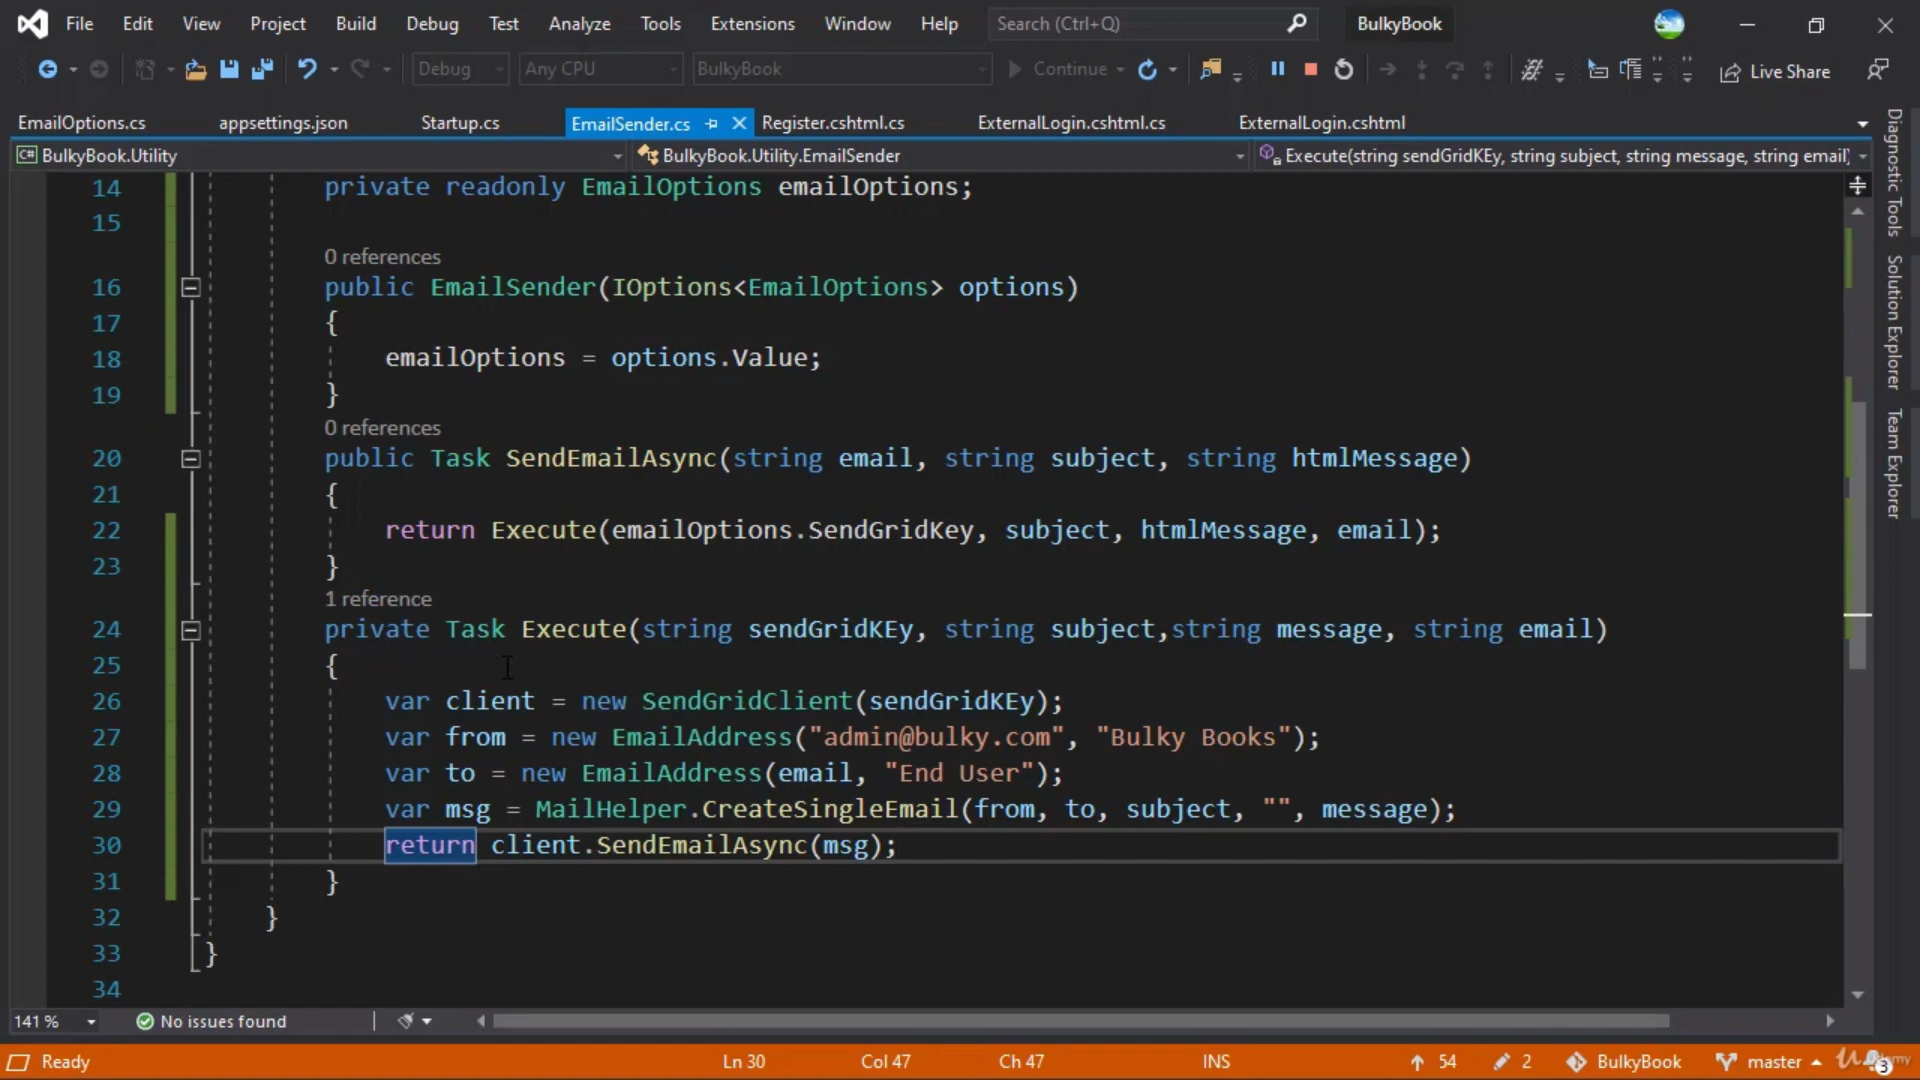 File Edit View Project Build Debug Test Analyze Tools Extensions Window Help Search (Ctrl+Q) BulkyBook
Debug Any CPU BulkyBook Continue Live Share
EmailOptions.cs appsettings.json Startup.cs EmailSender.cs Register.cshtml.cs ExternalLogin.cshtml.cs ExternalLogin.cshtml
C# BulkyBook.Utility BulkyBook.Utility.EmailSender Execute(string sendGridKEy, string subject, string message, string email)
14 private readonly EmailOptions emailOptions;
15
0 references
16 public EmailSender(IOptions<EmailOptions> options)
17 {
18 emailOptions = options.Value;
19 }
0 references
20 public Task SendEmailAsync(string email, string subject, string htmlMessage)
21 {
22 return Execute(emailOptions.SendGridKey, subject, htmlMessage, email);
23 }
1 reference
24 private Task Execute(string sendGridKEy, string subject,string message, string email)
25 {
26 var client = new SendGridClient(sendGridKEy);
27 var from = new EmailAddress("admin@bulky.com", "Bulky Books");
28 var to = new EmailAddress(email, "End User");
29 var msg = MailHelper.CreateSingleEmail(from, to, subject, "", message);
30 return client.SendEmailAsync(msg);
31 }
32 }
33 }
34
Diagnostic Tools
Solution Explorer
Team Explorer
141 % No issues found
Ready Ln 30 Col 47 Ch 47 INS 54 2 BulkyBook master 3